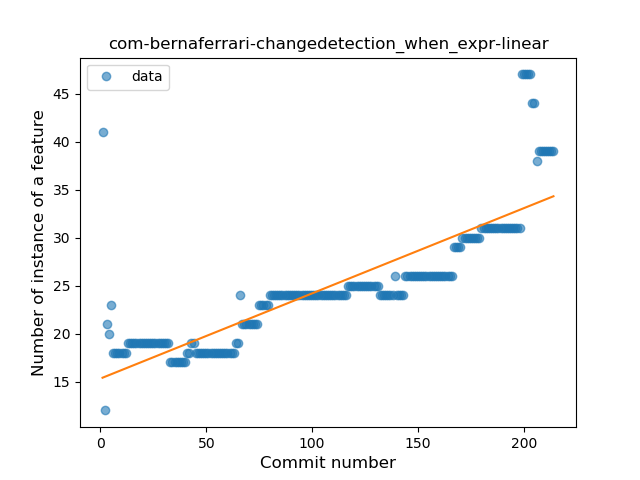 com-bernaferrari-changedetection_when_expr-linear
data
Number of instance of a feature
45
40
35
30
25
20
15
0 50 100 150 200
Commit number